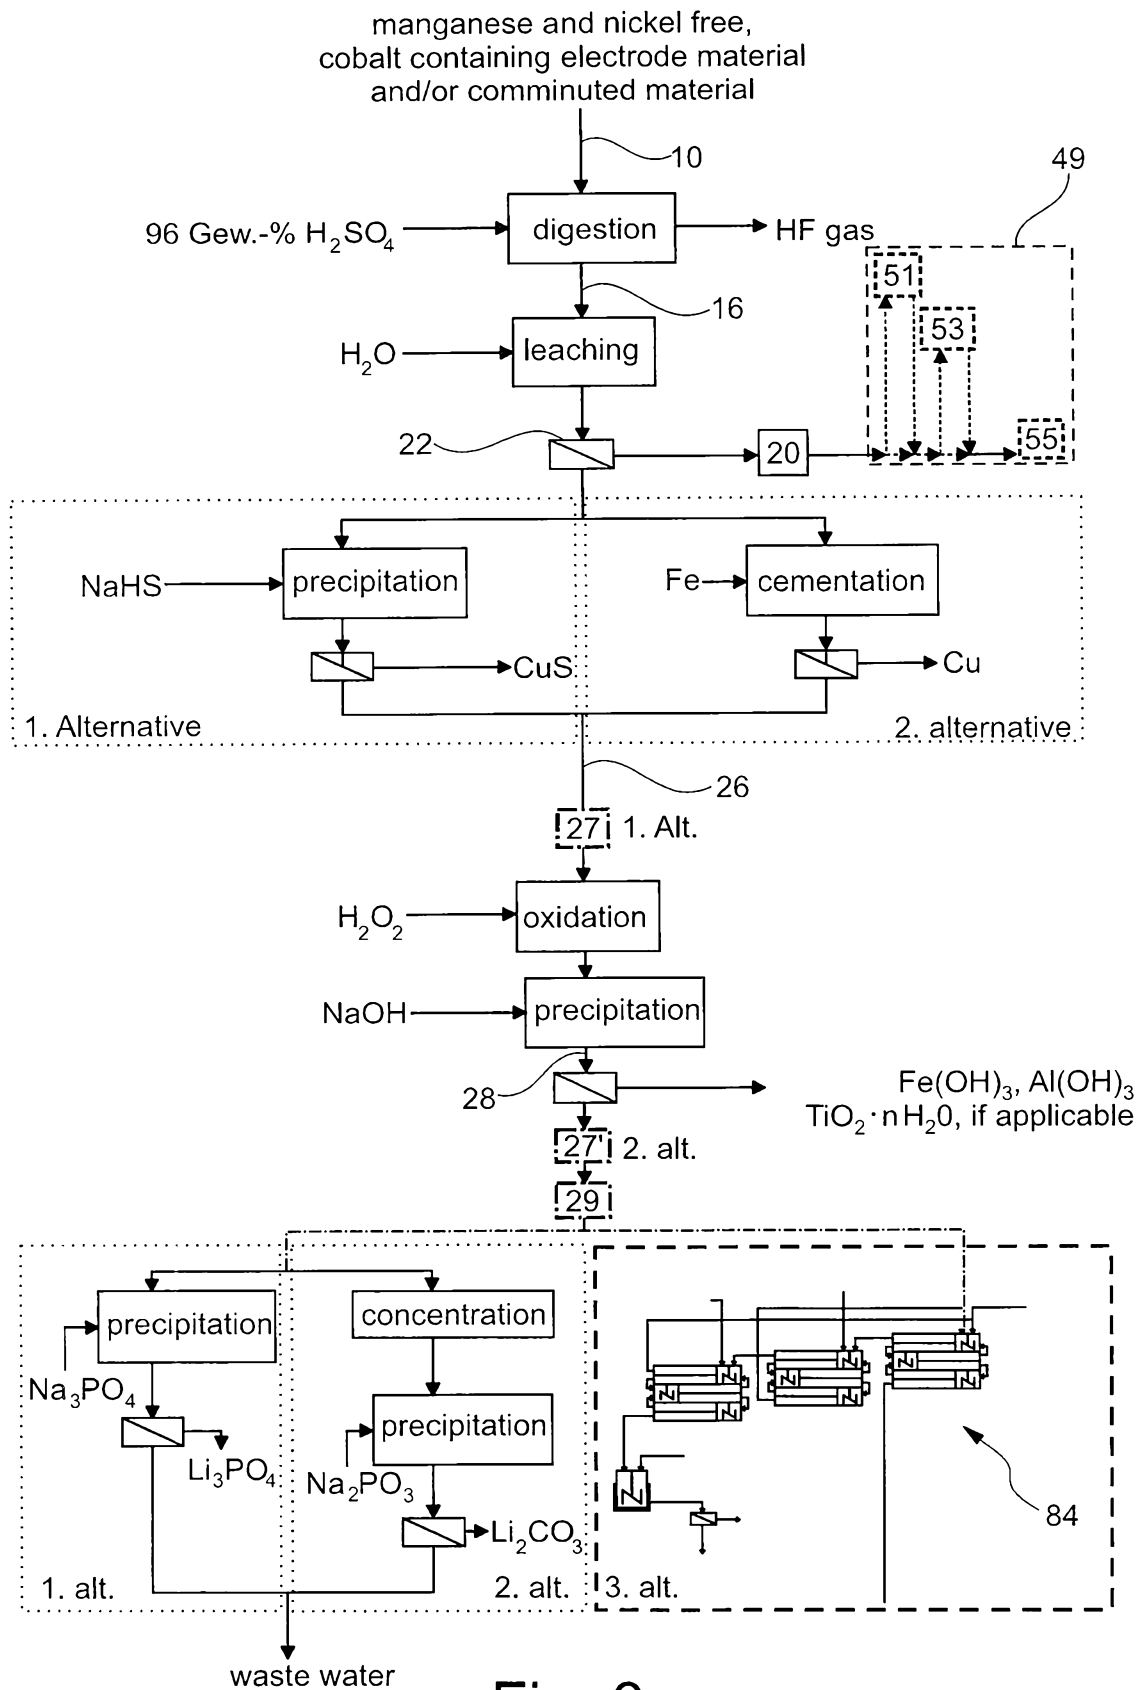 manganese and nickel free,
cobalt containing electrode material
and/or comminuted material
10
49
96 Gew.-% H₂SO₄
digestion
HF gas
51
16
53
H₂O
leaching
22
20
55
NaHS
precipitation
Fe
cementation
CuS
Cu
1. Alternative
2. alternative
26
27
1. Alt.
H₂O₂
oxidation
NaOH
precipitation
28
Fe(OH)₃, Al(OH)₃
TiO₂·nH₂0, if applicable
27'
2. alt.
29
precipitation
concentration
Na₃PO₄
precipitation
Li₃PO₄
Na₂PO₃
84
Li₂CO₃
1. alt.
2. alt.
3. alt.
waste water